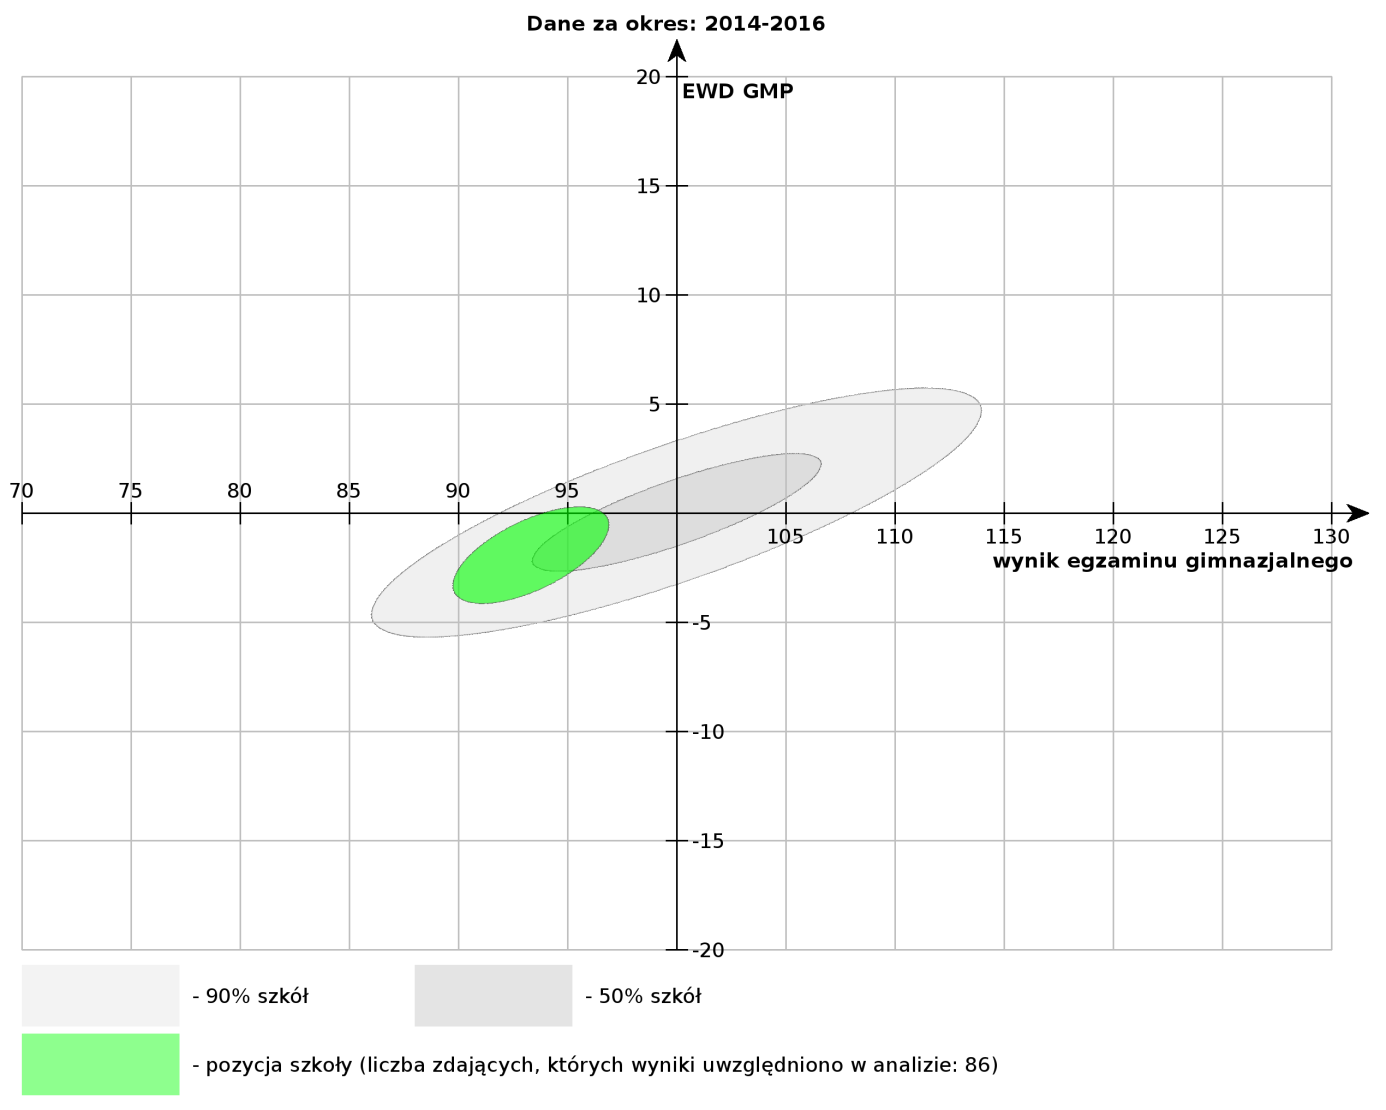 Dane za okres: 2014-2016
20
EWD GMP
15
10
5
70 75 80 85 90 95
105 110 115 120 125 130
wynik egzaminu gimnazjalnego
-5
-10
-15
-20
- 90% szkół - 50% szkół
- pozycja szkoły (liczba zdających, których wyniki uwzględniono w analizie: 86)